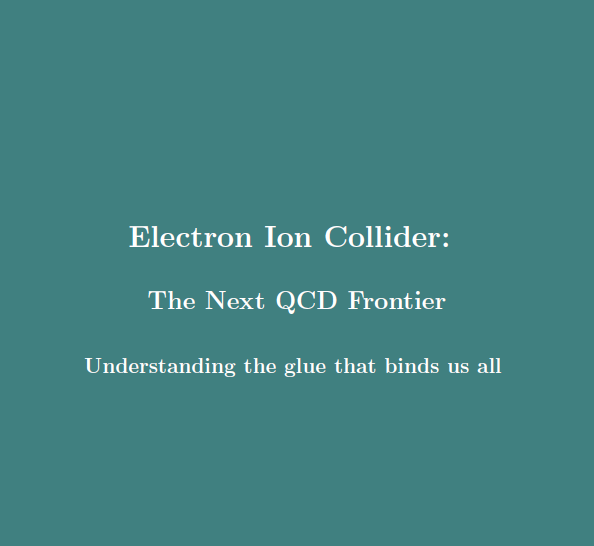 Electron Ion Collider:
The Next QCD Frontier
Understanding the glue that binds us all